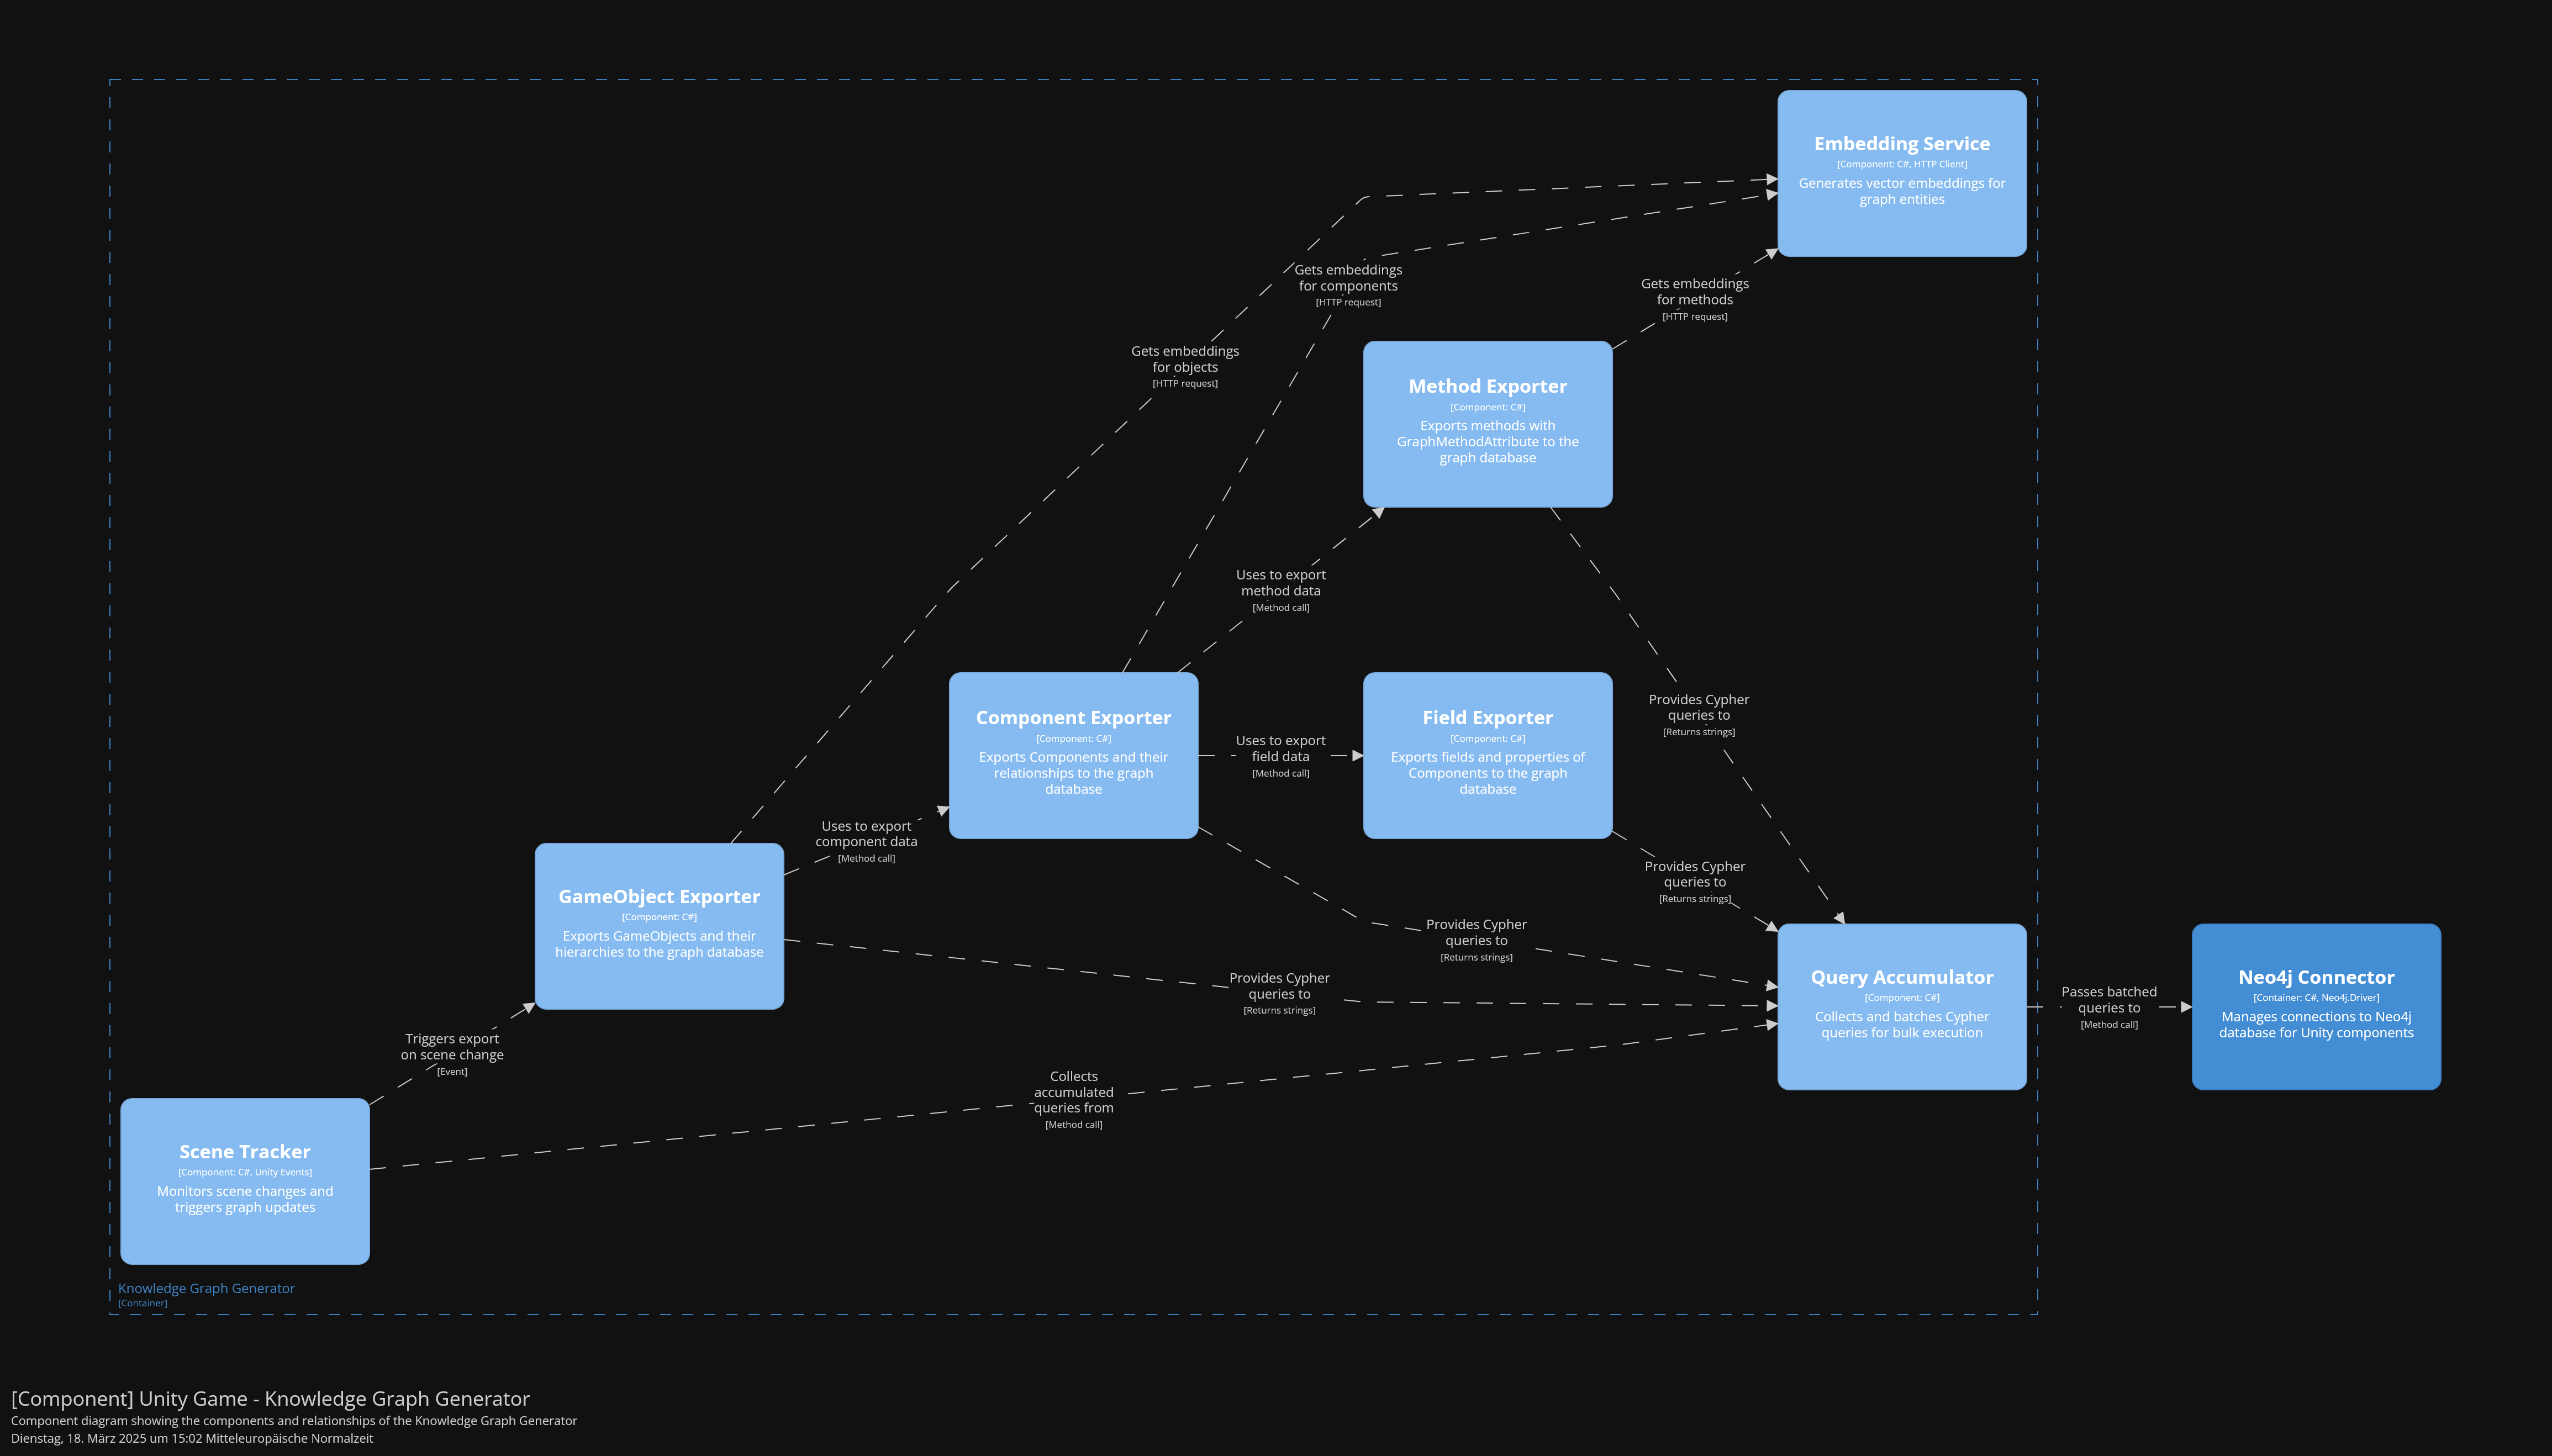 Embedding Service
[Component: C#, HTTP Client]
Generates vector embeddings for
graph entities
Gets embeddings
for components
[HTTP request]
Gets embeddings
for methods
[HTTP request]
Gets embeddings
for objects
[HTTP request]
Method Exporter
[Component: C#]
Exports methods with
GraphMethodAttribute to the
graph database
Uses to export
method data
[Method call]
Component Exporter
[Component: C#]
Exports Components and their
relationships to the graph
database
Uses to export
field data
[Method call]
Field Exporter
[Component: C#]
Exports fields and properties of
Components to the graph
database
Provides Cypher
queries to
[Returns strings]
Uses to export
component data
[Method call]
Provides Cypher
queries to
[Returns strings]
GameObject Exporter
[Component: C#]
Exports GameObjects and their
hierarchies to the graph database
Provides Cypher
queries to
[Returns strings]
Provides Cypher
queries to
[Returns strings]
Query Accumulator
[Component: C#]
Collects and batches Cypher
queries for bulk execution
Passes batched
queries to
[Method call]
Neo4j Connector
[Container: C#, Neo4j.Driver]
Manages connections to Neo4j
database for Unity components
Triggers export
on scene change
[Event]
Collects
accumulated
queries from
[Method call]
Scene Tracker
[Component: C#, Unity Events]
Monitors scene changes and
triggers graph updates
Knowledge Graph Generator
[Container]
[Component] Unity Game - Knowledge Graph Generator
Component diagram showing the components and relationships of the Knowledge Graph Generator
Dienstag, 18. März 2025 um 15:02 Mitteleuropäische Normalzeit